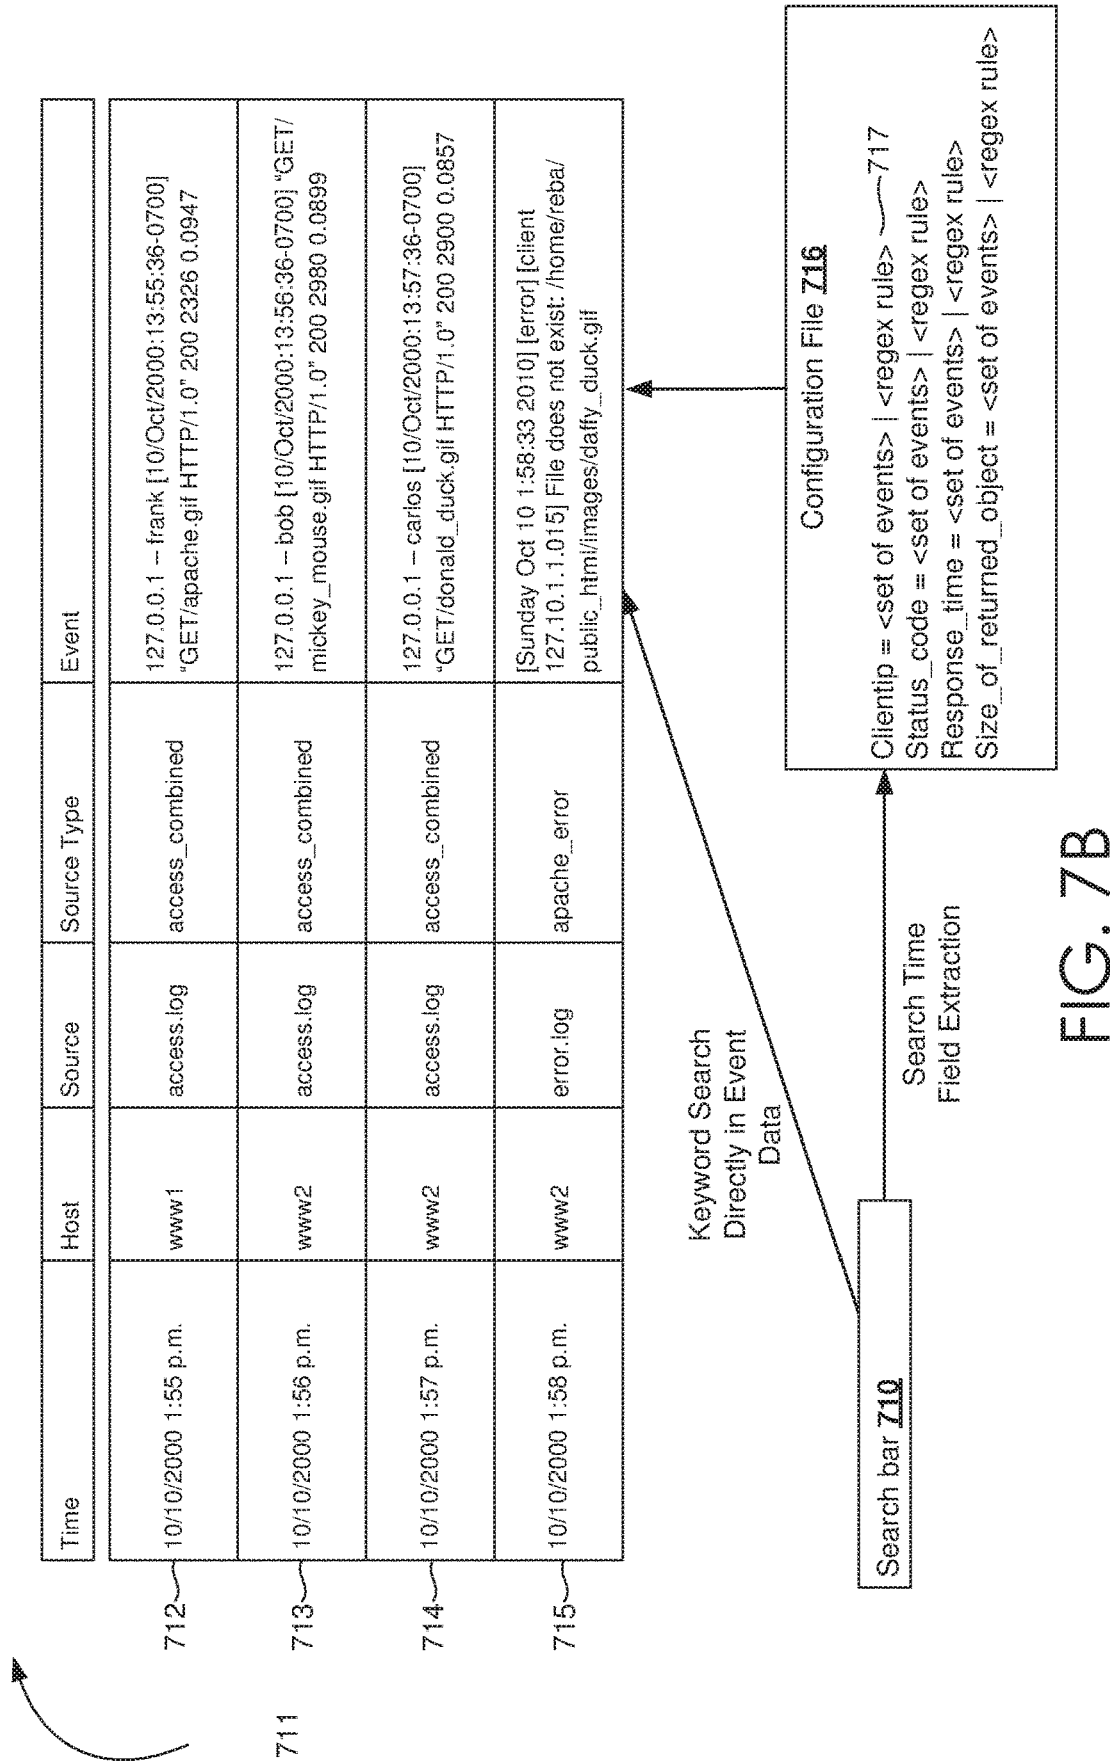 711
Time
Host
Source
Source Type
Event
712
10/10/2000 1:55 p.m.
www1
access.log
access_combined
127.0.0.1 – frank [10/Oct/2000:13:55:36-0700]
"GET/apache.gif HTTP/1.0" 200 2326 0.0947
713
10/10/2000 1:56 p.m.
www2
access.log
access_combined
127.0.0.1 – bob [10/Oct/2000:13:56:36-0700] "GET/
mickey_mouse.gif HTTP/1.0" 200 2980 0.0899
714
10/10/2000 1:57 p.m.
www2
access.log
access_combined
127.0.0.1 – carlos [10/Oct/2000:13:57:36-0700]
"GET/donald_duck.gif HTTP/1.0" 200 2900 0.0857
715
10/10/2000 1:58 p.m.
www2
error.log
apache_error
[Sunday Oct 10 1:58:33 2010] [error] [client
127.10.1.1.015] File does not exist: /home/reba/
public_html/images/daffy_duck.gif
Keyword Search
Directly in Event
Data
Search bar 710
Search Time
Field Extraction
Configuration File 716
Clientip = <set of events> | <regex rule> 717
Status_code = <set of events> | <regex rule>
Response_time = <set of events> | <regex rule>
Size_of_returned_object = <set of events> | <regex rule>
FIG. 7B